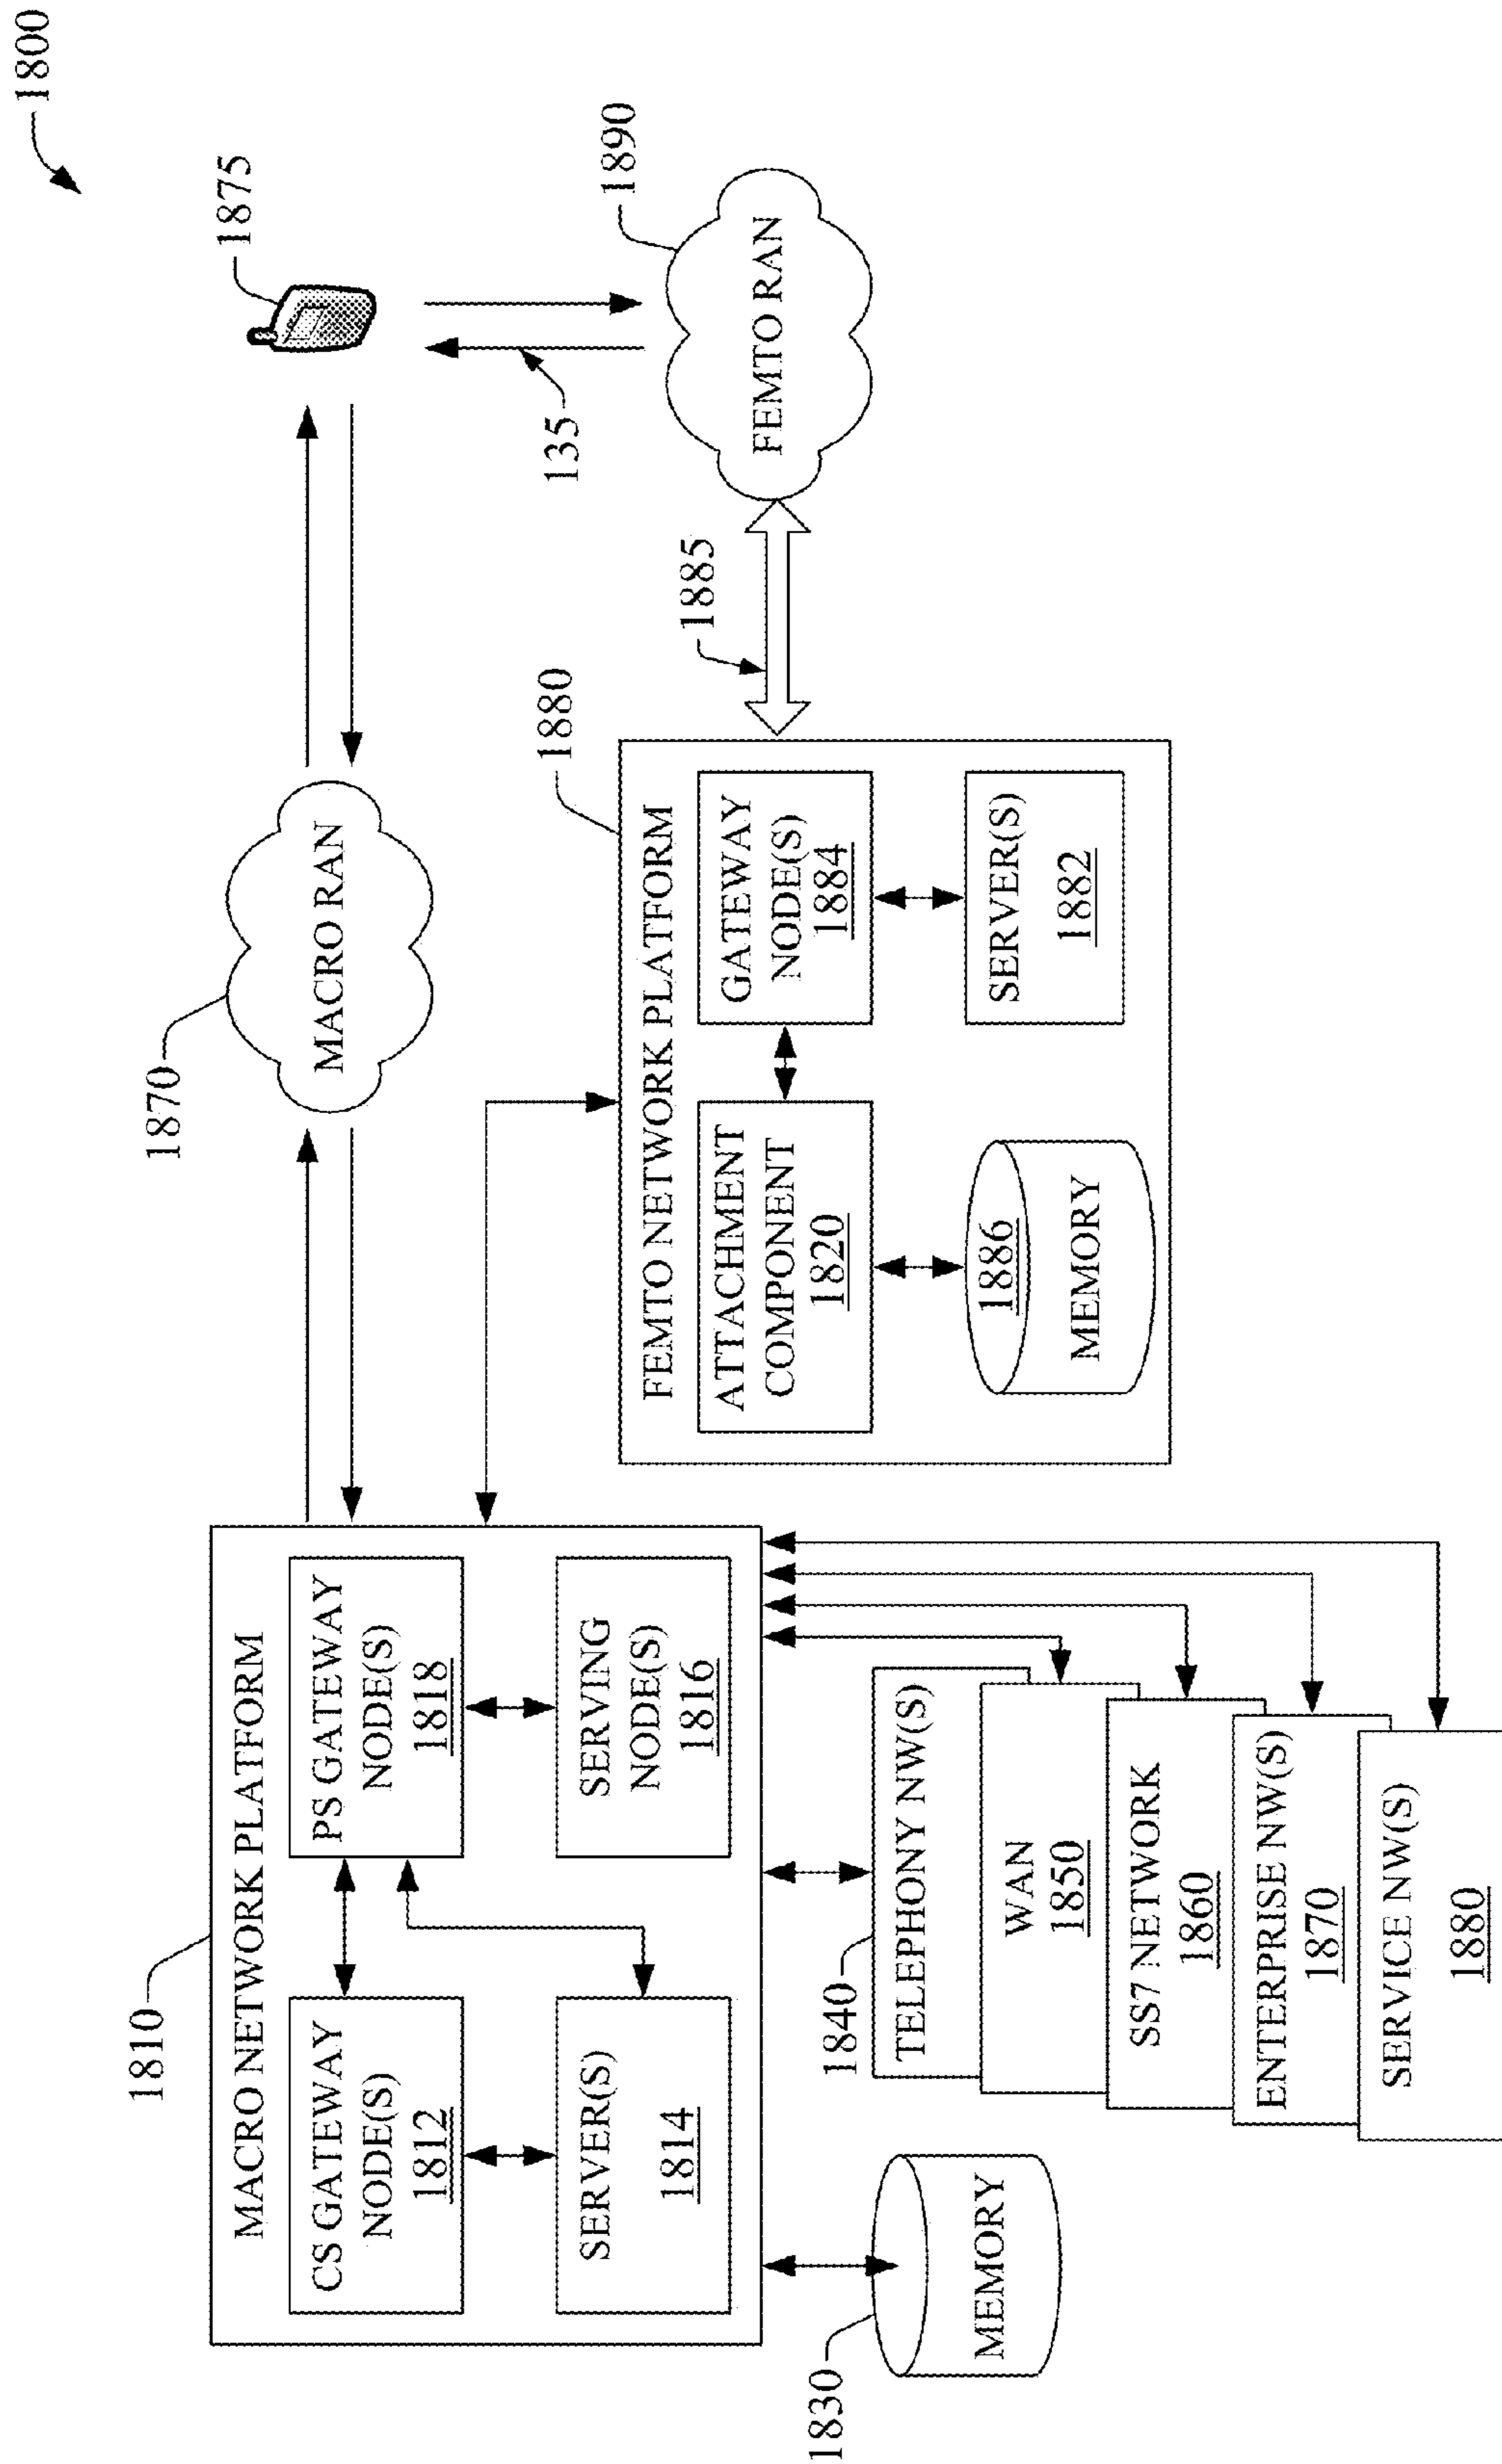 1800
1875
1870
MACRO RAN
135
1890
FEMTO RAN
1885
1810
MACRO NETWORK PLATFORM
CS GATEWAY
NODE(S)
1812
PS GATEWAY
NODE(S)
1818
SERVER(S)
1814
SERVING
NODE(S)
1816
1880
FEMTO NETWORK PLATFORM
ATTACHMENT
COMPONENT
1820
GATEWAY
NODE(S)
1884
1886
MEMORY
SERVER(S)
1882
1830
MEMORY
1840
TELEPHONY NW(S)
WAN
1850
SS7 NETWORK
1860
ENTERPRISE NW(S)
1870
SERVICE NW(S)
1880